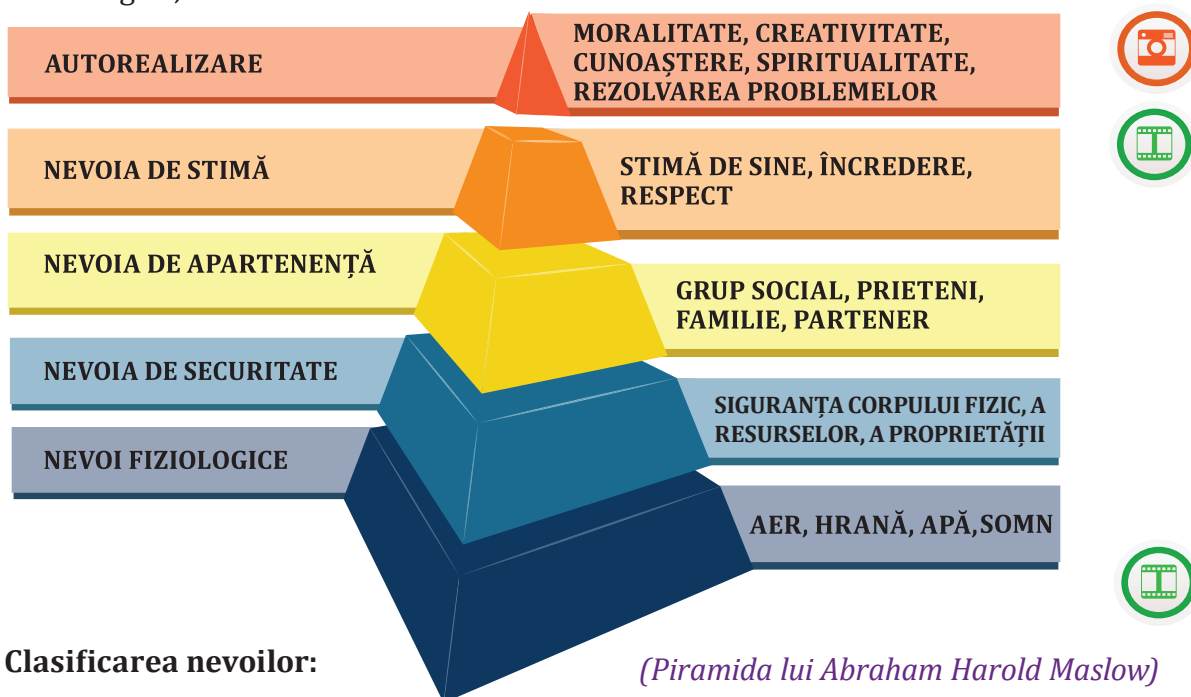 AUTOREALIZARE
MORALITATE, CREATIVITATE,
CUNOAȘTERE, SPIRITUALITATE,
REZOLVAREA PROBLEMELOR
NEVOIA DE STIMĂ
STIMĂ DE SINE, ÎNCREDERE,
RESPECT
NEVOIA DE APARTENENȚĂ
GRUP SOCIAL, PRIETENI,
FAMILIE, PARTENER
NEVOIA DE SECURITATE
SIGURANȚA CORPULUI FIZIC, A
RESURSELOR, A PROPRIETĂȚII
NEVOI FIZIOLOGICE
AER, HRANĂ, APĂ, SOMN
Clasificarea nevoilor:
(Piramida lui Abraham Harold Maslow)